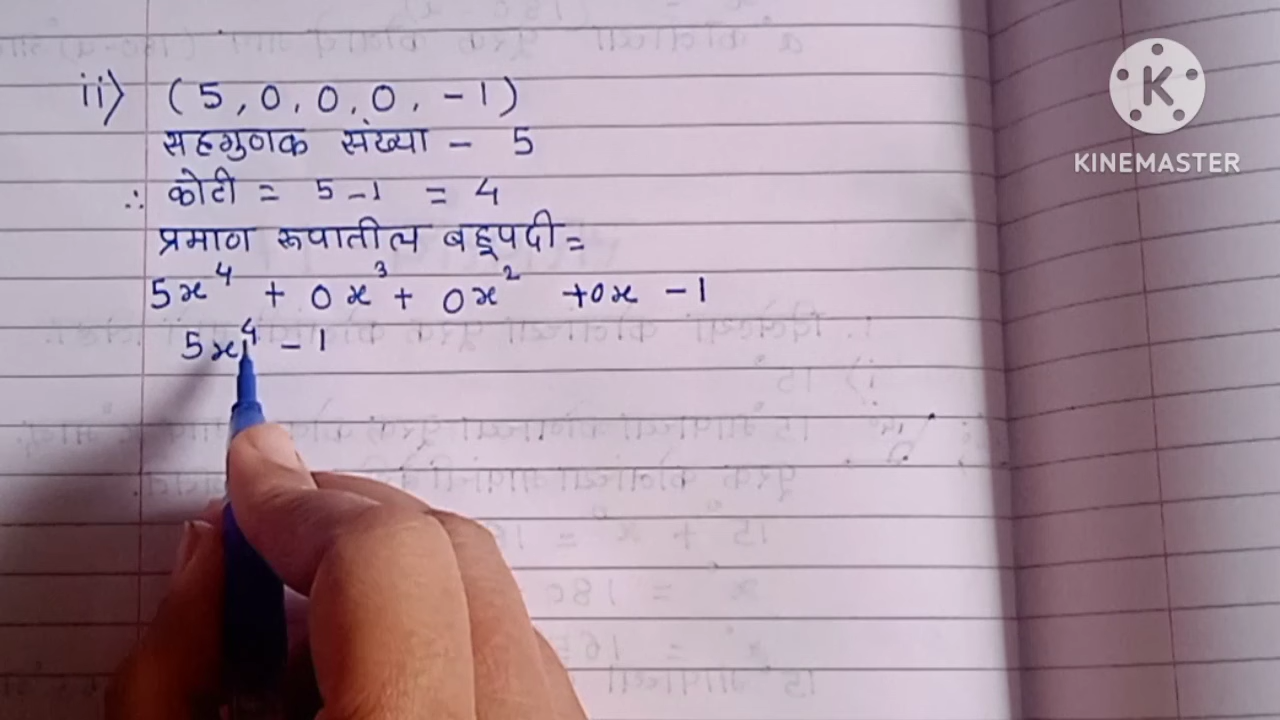 ii) (5, 0, 0, 0, -1)
सहगुणक संख्या - 5
∴ कोटी = 5-1 = 4
प्रमाण रूपातील बहूपदी =
5x⁴ + 0x³ + 0x² +0x -1
5x⁴ - 1
K
KINEMASTER